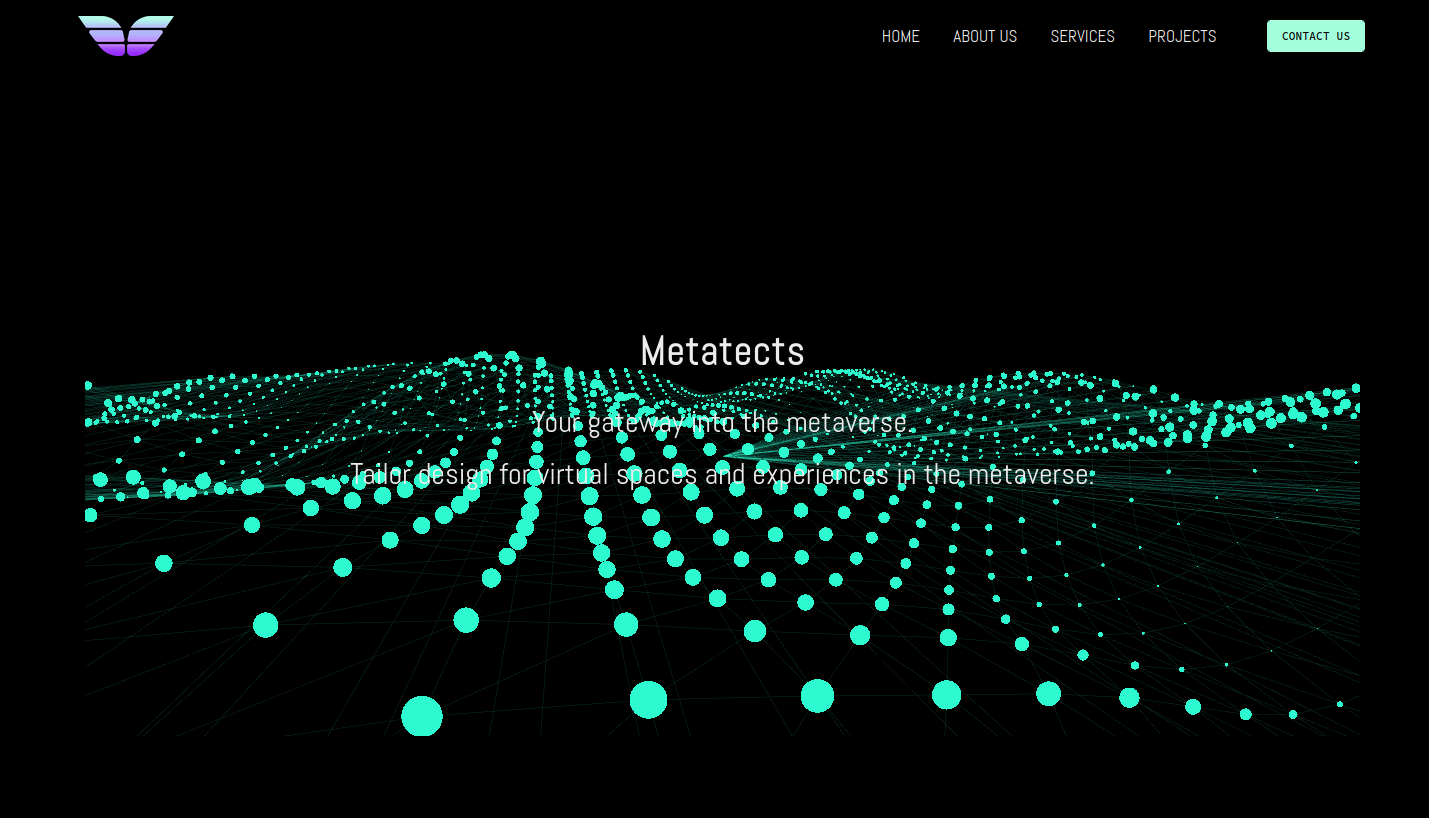 HOME ABOUT US SERVICES PROJECTS CONTACT US
Metatects
Your gateway into the metaverse.
Tailor design for virtual spaces and experiences in the metaverse.